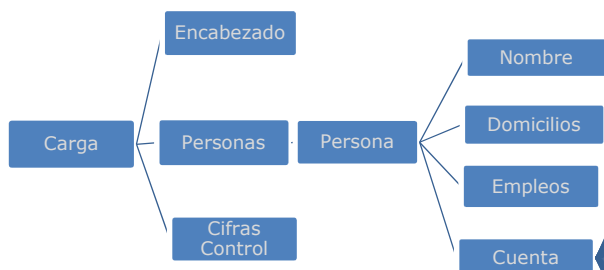 Encabezado
Nombre
Domicilios
Carga
Personas
Persona
Empleos
Cifras
Control
Cuenta